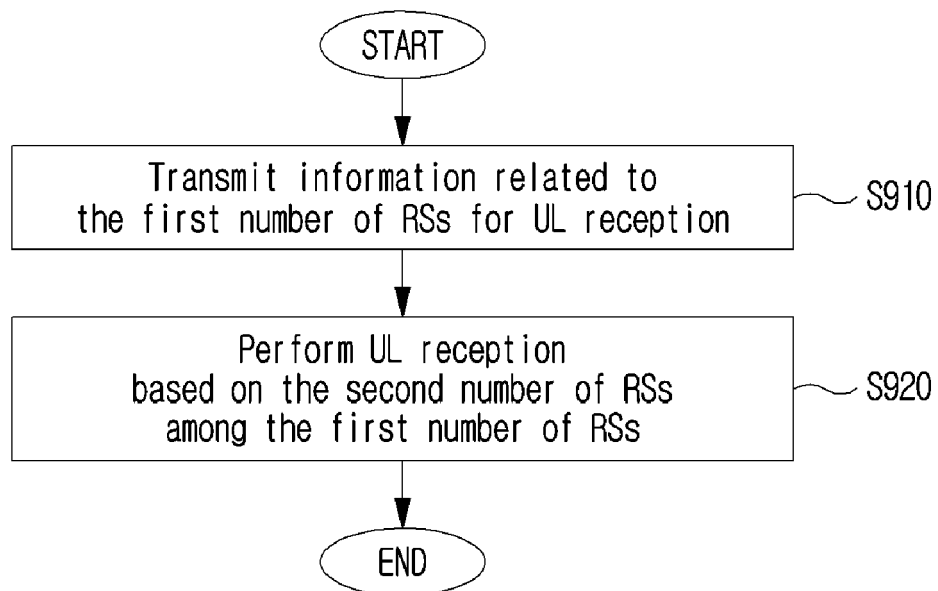 START
Transmit information related to
the first number of RSs for UL reception
S910
Perform UL reception
based on the second number of RSs
among the first number of RSs
S920
END